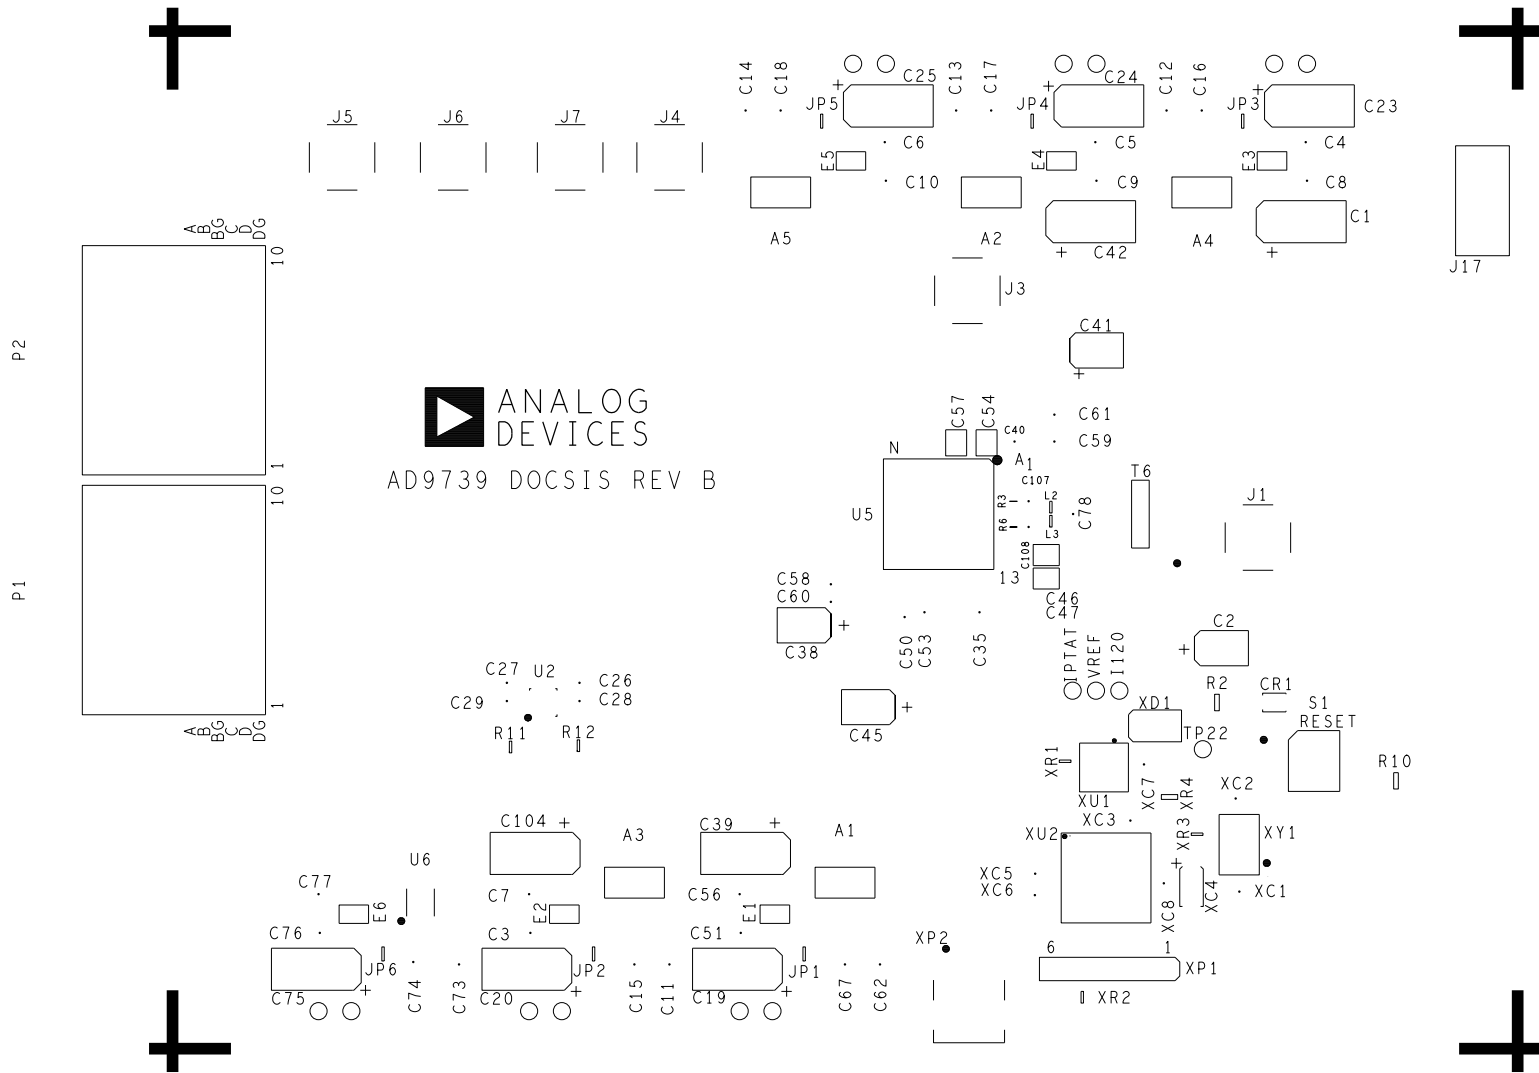 C14
C18
C25
C13
C17
C24
C12
C16
JP5
JP4
JP3
C23
J5
J6
J7
J4
C6
C5
C4
E5
E4
E3
C10
C9
C8
C1
A5
A2
C42
A4
J17
A
B
BG
C
D
DG
10
P2
1
J3
C41
ANALOG
DEVICES
AD9739 DOCSIS REV B
C57
C54
C40
C61
C59
N
A1
C107
T6
10
R3
L2
C78
J1
U5
R6
L3
C108
13
P1
1
C58
C60
C46
C47
C38
C50
C53
C35
IPTAT
VREF
I120
C2
C27
U2
C26
C29
C28
R2
CR1
A
B
BG
C
D
DG
R11
R12
C45
XD1
TP22
S1
RESET
XR1
R10
XU1
XC7
XR4
XC2
C104
A3
C39
A1
XC3
XU2
XR3
XY1
U6
C77
C7
C56
XC5
XC6
XC4
XC1
E6
E2
E1
XC8
C76
C3
C51
XP2
6
1
JP6
JP2
JP1
XP1
C75
C74
C73
C20
C15
C11
C19
C67
C62
XR2